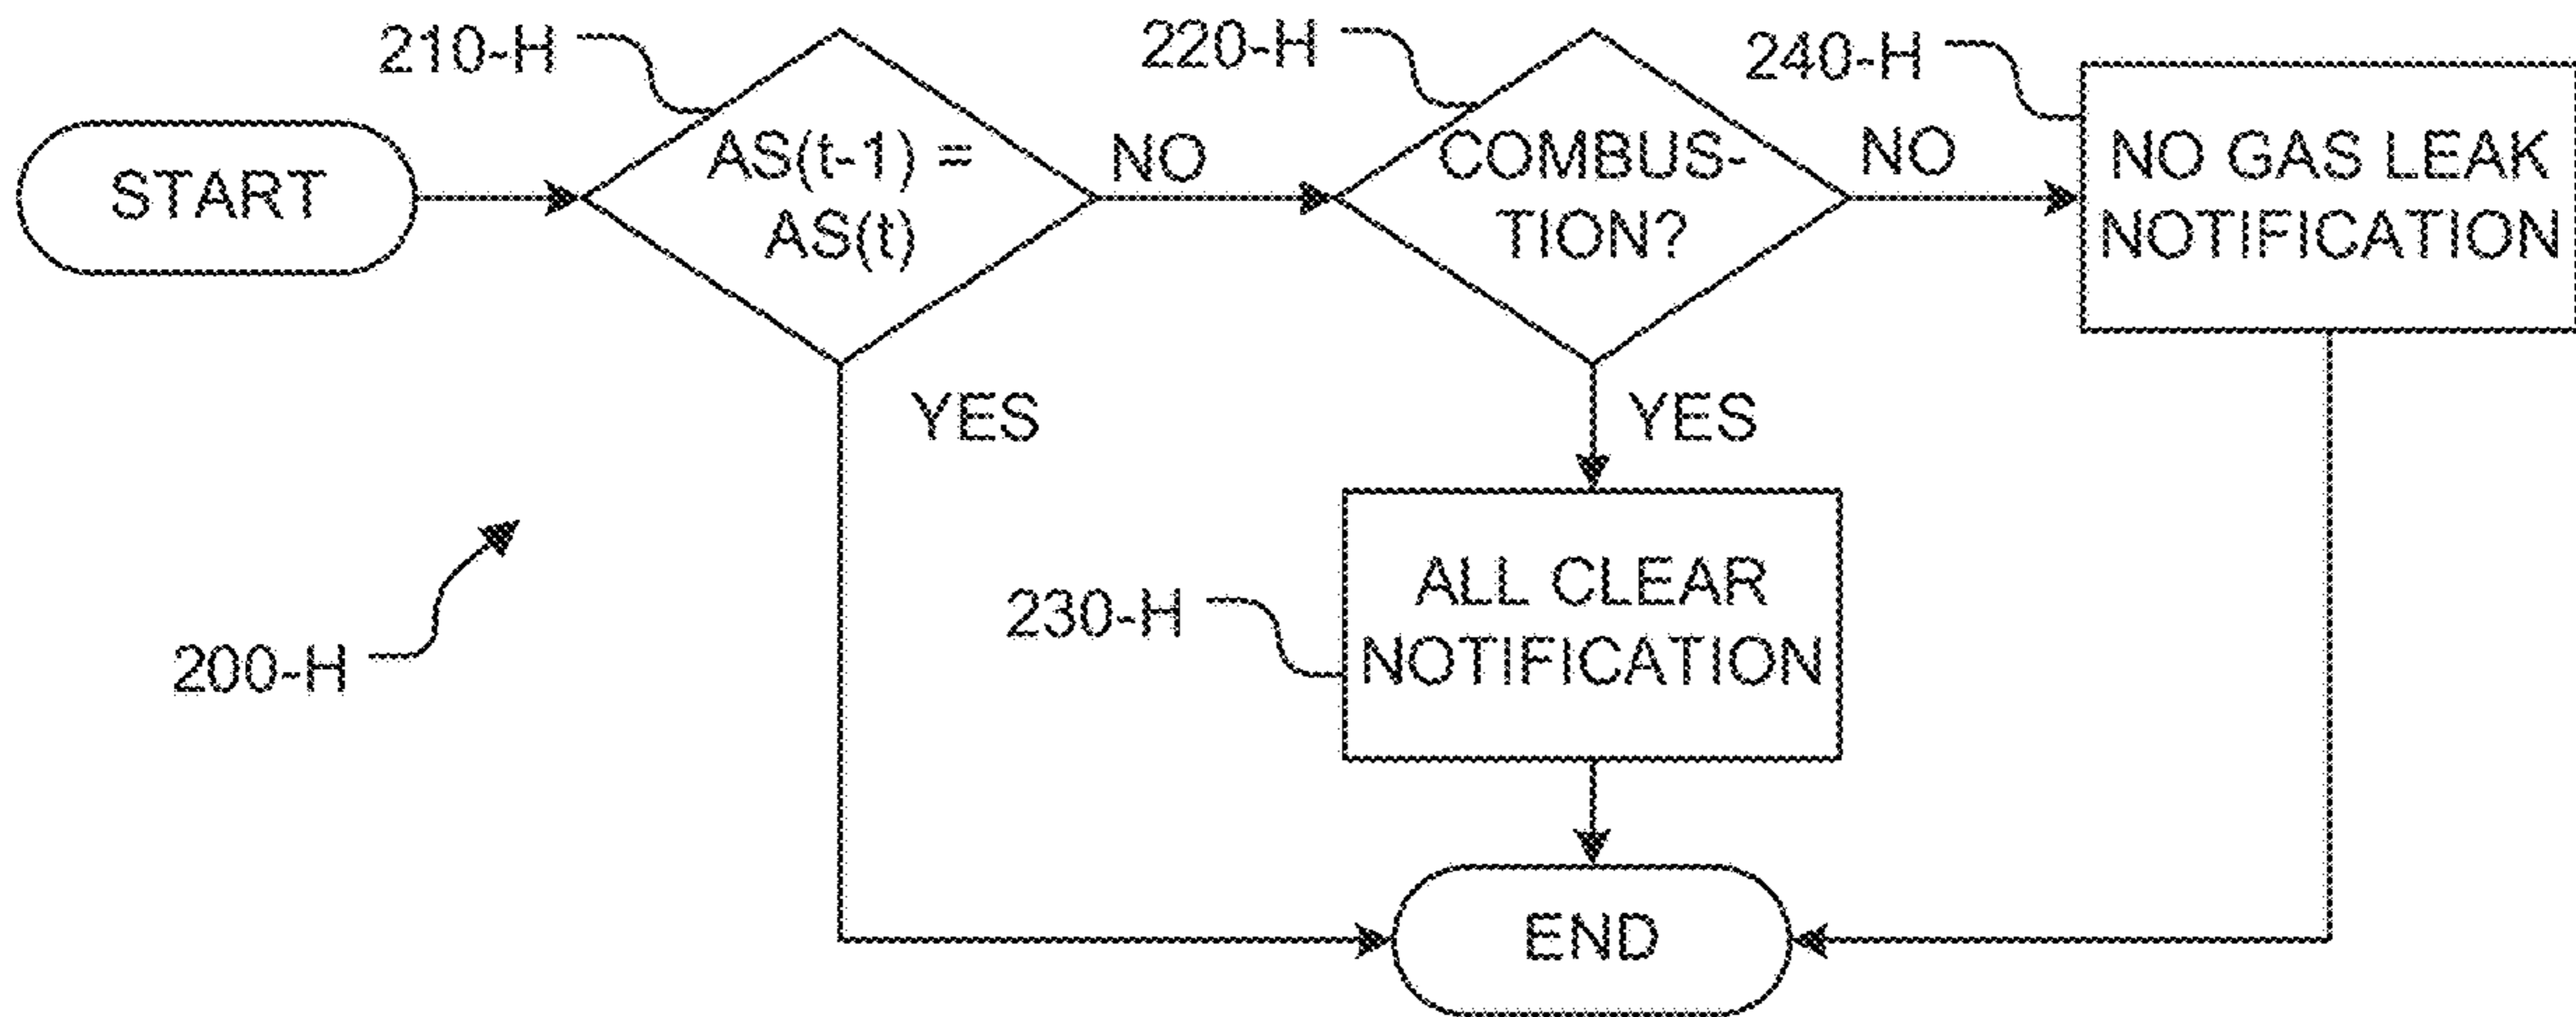 210-H
220-H
240-H
START
AS(t-1) =
AS(t)
NO
COMBUS-
TION?
NO
NO GAS LEAK
NOTIFICATION
YES
YES
200-H
230-H
ALL CLEAR
NOTIFICATION
END